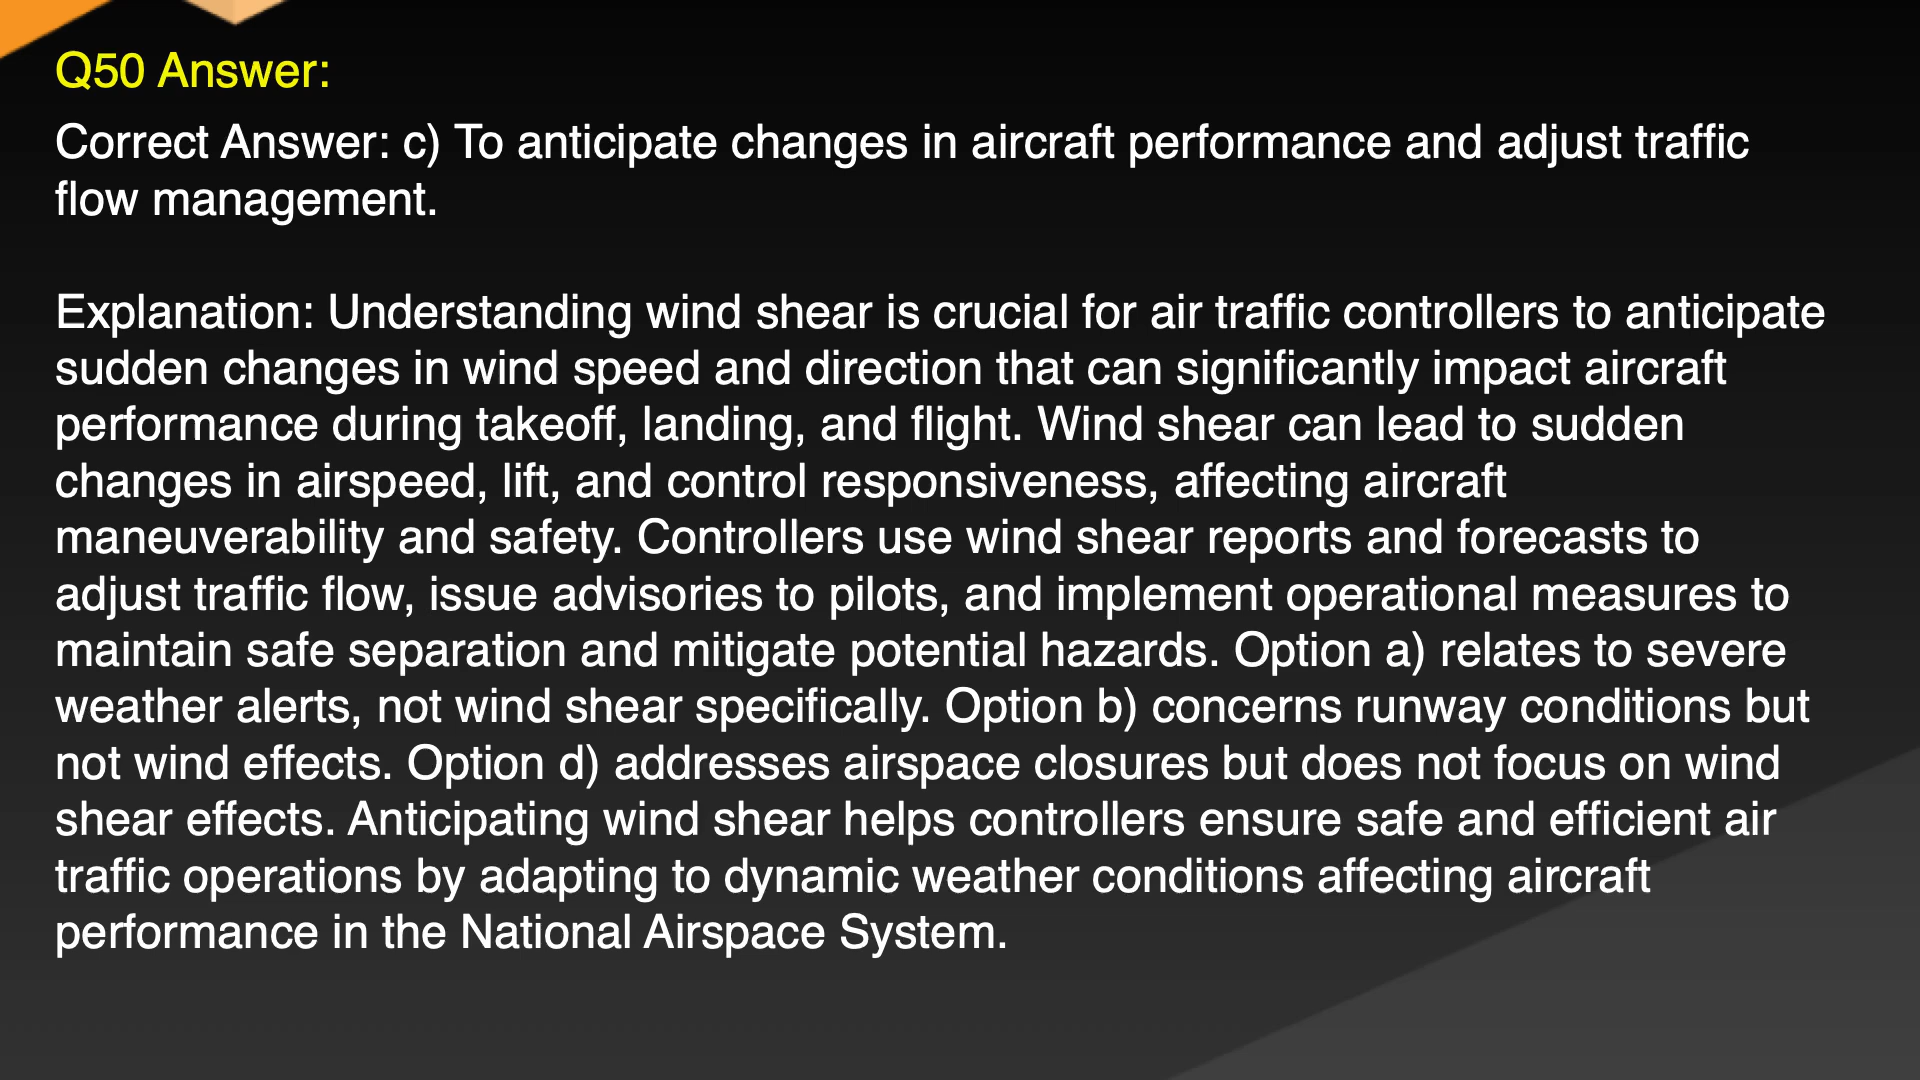 Q50 Answer:
Correct Answer: c) To anticipate changes in aircraft performance and adjust traffic
flow management.
Explanation: Understanding wind shear is crucial for air traffic controllers to anticipate
sudden changes in wind speed and direction that can significantly impact aircraft
performance during takeoff, landing, and flight. Wind shear can lead to sudden
changes in airspeed, lift, and control responsiveness, affecting aircraft
maneuverability and safety. Controllers use wind shear reports and forecasts to
adjust traffic flow, issue advisories to pilots, and implement operational measures to
maintain safe separation and mitigate potential hazards. Option a) relates to severe
weather alerts, not wind shear specifically. Option b) concerns runway conditions but
not wind effects. Option d) addresses airspace closures but does not focus on wind
shear effects. Anticipating wind shear helps controllers ensure safe and efficient air
traffic operations by adapting to dynamic weather conditions affecting aircraft
performance in the National Airspace System.